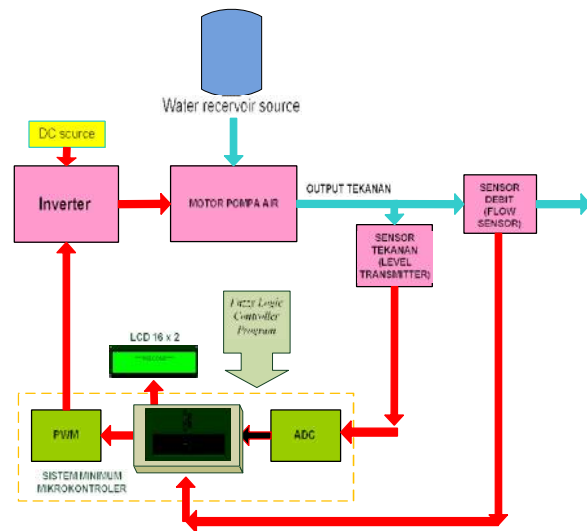 Water recervoir source
DC source
Inverter
MOTOR POMPA AIR
OUTPUT TEKANAN
SENSOR
DEBIT
(FLOW
SENSOR)
SENSOR
TEKANAN
(LEVEL
TRANSMITTER)
Fuzzy Logic
Controller
Program
LCD 16 x 2
PWM
ADC
SISTEM MINIMUM
MIKROKONTROLER